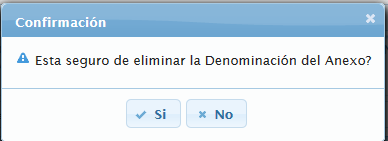 Confirmación
Esta seguro de eliminar la Denominación del Anexo?
Si No